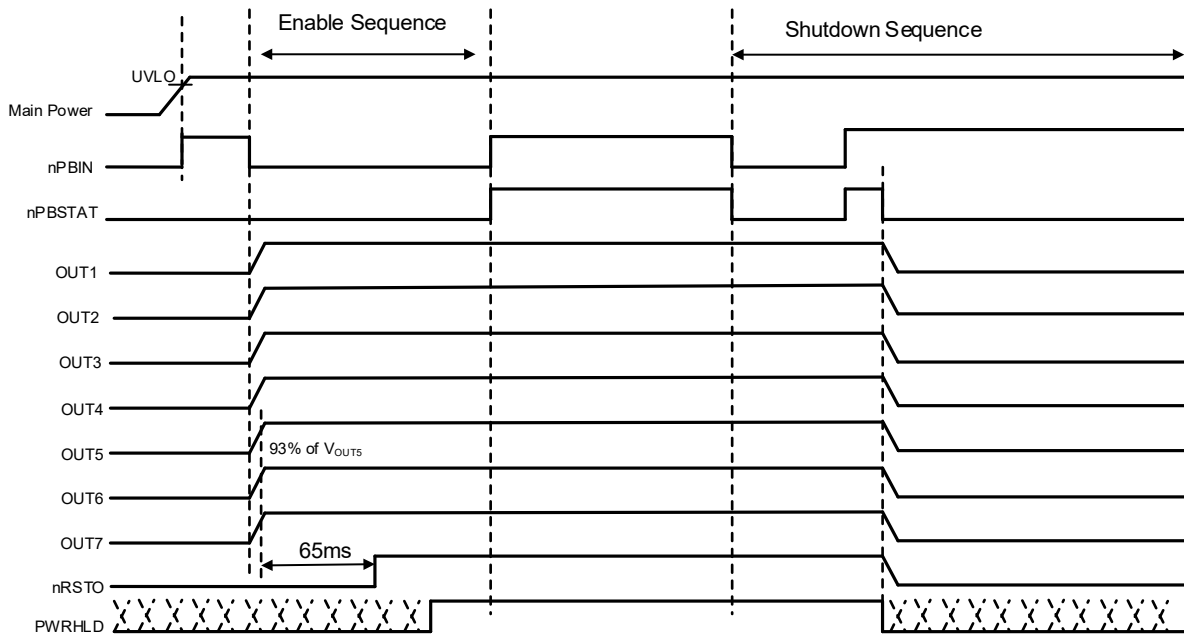 Enable Sequence
Shutdown Sequence
UVLO
Main Power
nPBIN
nPBSTAT
OUT1
OUT2
OUT3
OUT4
OUT5
93% of VOUT5
OUT6
OUT7
65ms
nRSTO
PWRHLD